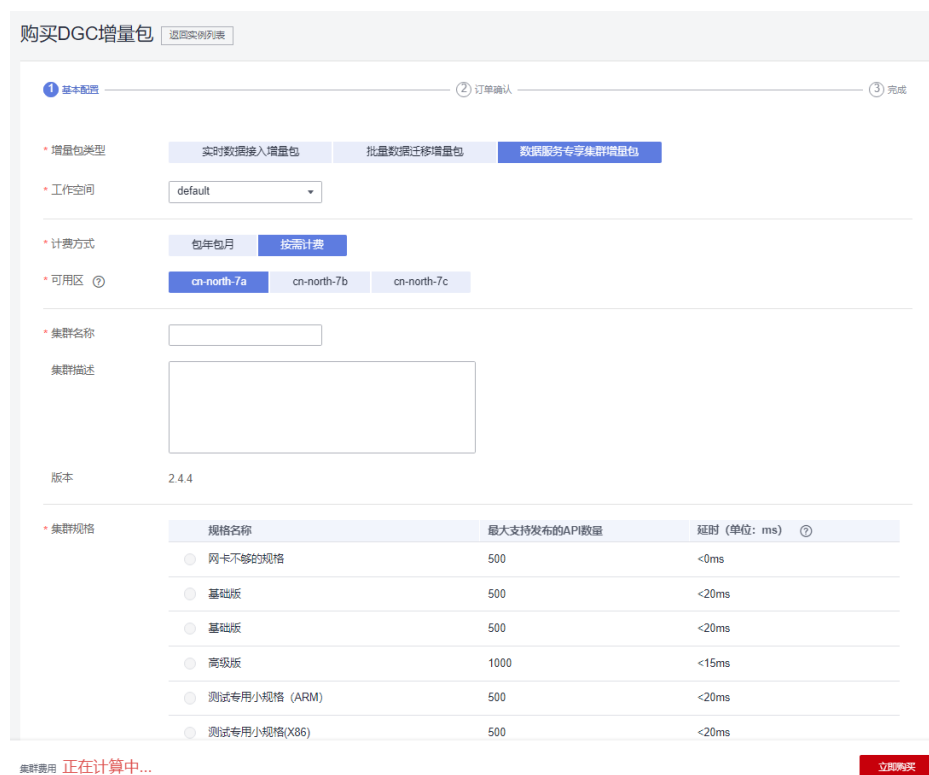 购买DGC增量包 返回实例列表
1 基本配置 2 订单确认 3 完成
* 增量包类型 实时数据接入增量包 批量数据迁移增量包 数据服务专享集群增量包
* 工作空间 default
* 计费方式 包年包月 按需计费
* 可用区 ? cn-north-7a cn-north-7b cn-north-7c
* 集群名称
集群描述
版本 2.4.4
* 集群规格 规格名称 最大支持发布的API数量 延时（单位：ms） ?
网卡不够的规格 500 <0ms
基础版 500 <20ms
基础版 500 <20ms
高级版 1000 <15ms
测试专用小规格（ARM） 500 <20ms
测试专用小规格(X86) 500 <20ms
集群费用 正在计算中... 立即购买